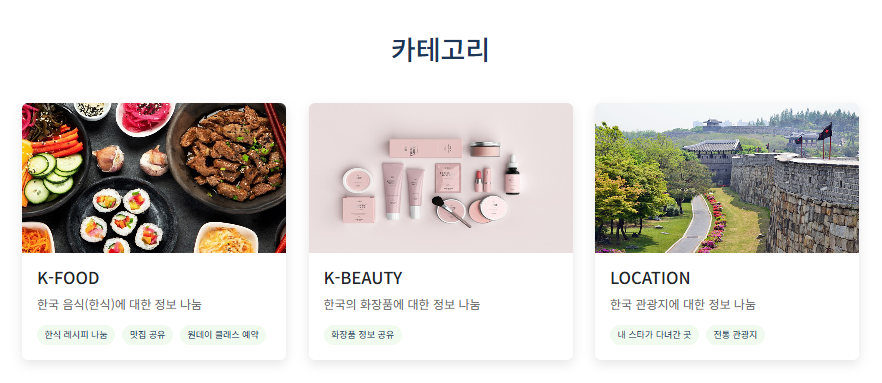 카테고리
K-FOOD
한국 음식(한식)에 대한 정보 나눔
한식 레시피 나눔
맛집 공유
원데이 클래스 예약
K-BEAUTY
한국의 화장품에 대한 정보 나눔
화장품 정보 공유
LOCATION
한국 관광지에 대한 정보 나눔
내 스타가 다녀간 곳
전통 관광지